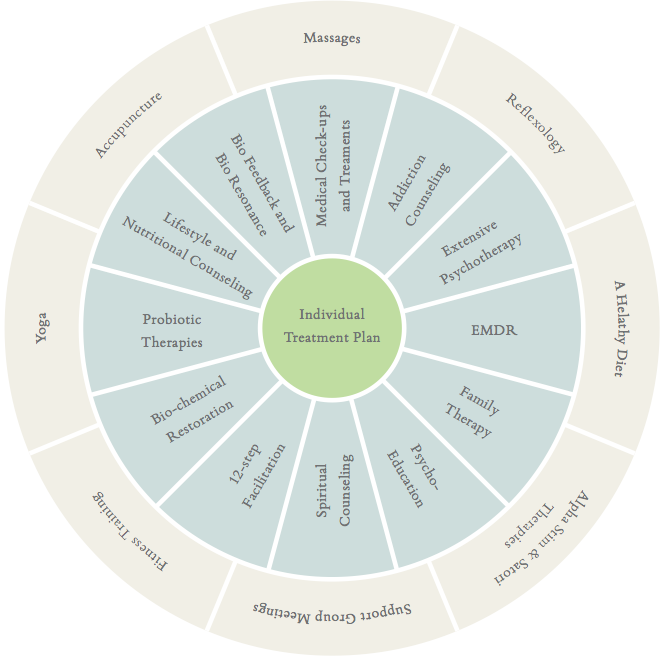 Massages
Reflexology
A Helathy Diet
Alpha Stim & Satori
Therapies
Support Group Meetings
Fitness Training
Yoga
Accupuncture
Medical Check-ups
and Treaments
Addiction
Counseling
Extensive
Psychotherapy
EMDR
Family
Therapy
Psycho-
Education
Spiritual
Counseling
12-step
Facilitation
Bio-chemical
Restoration
Probiotic
Therapies
Lifestyle and
Nutritional Counseling
Bio Feedback and
Bio Resonance
Individual
Treatment Plan